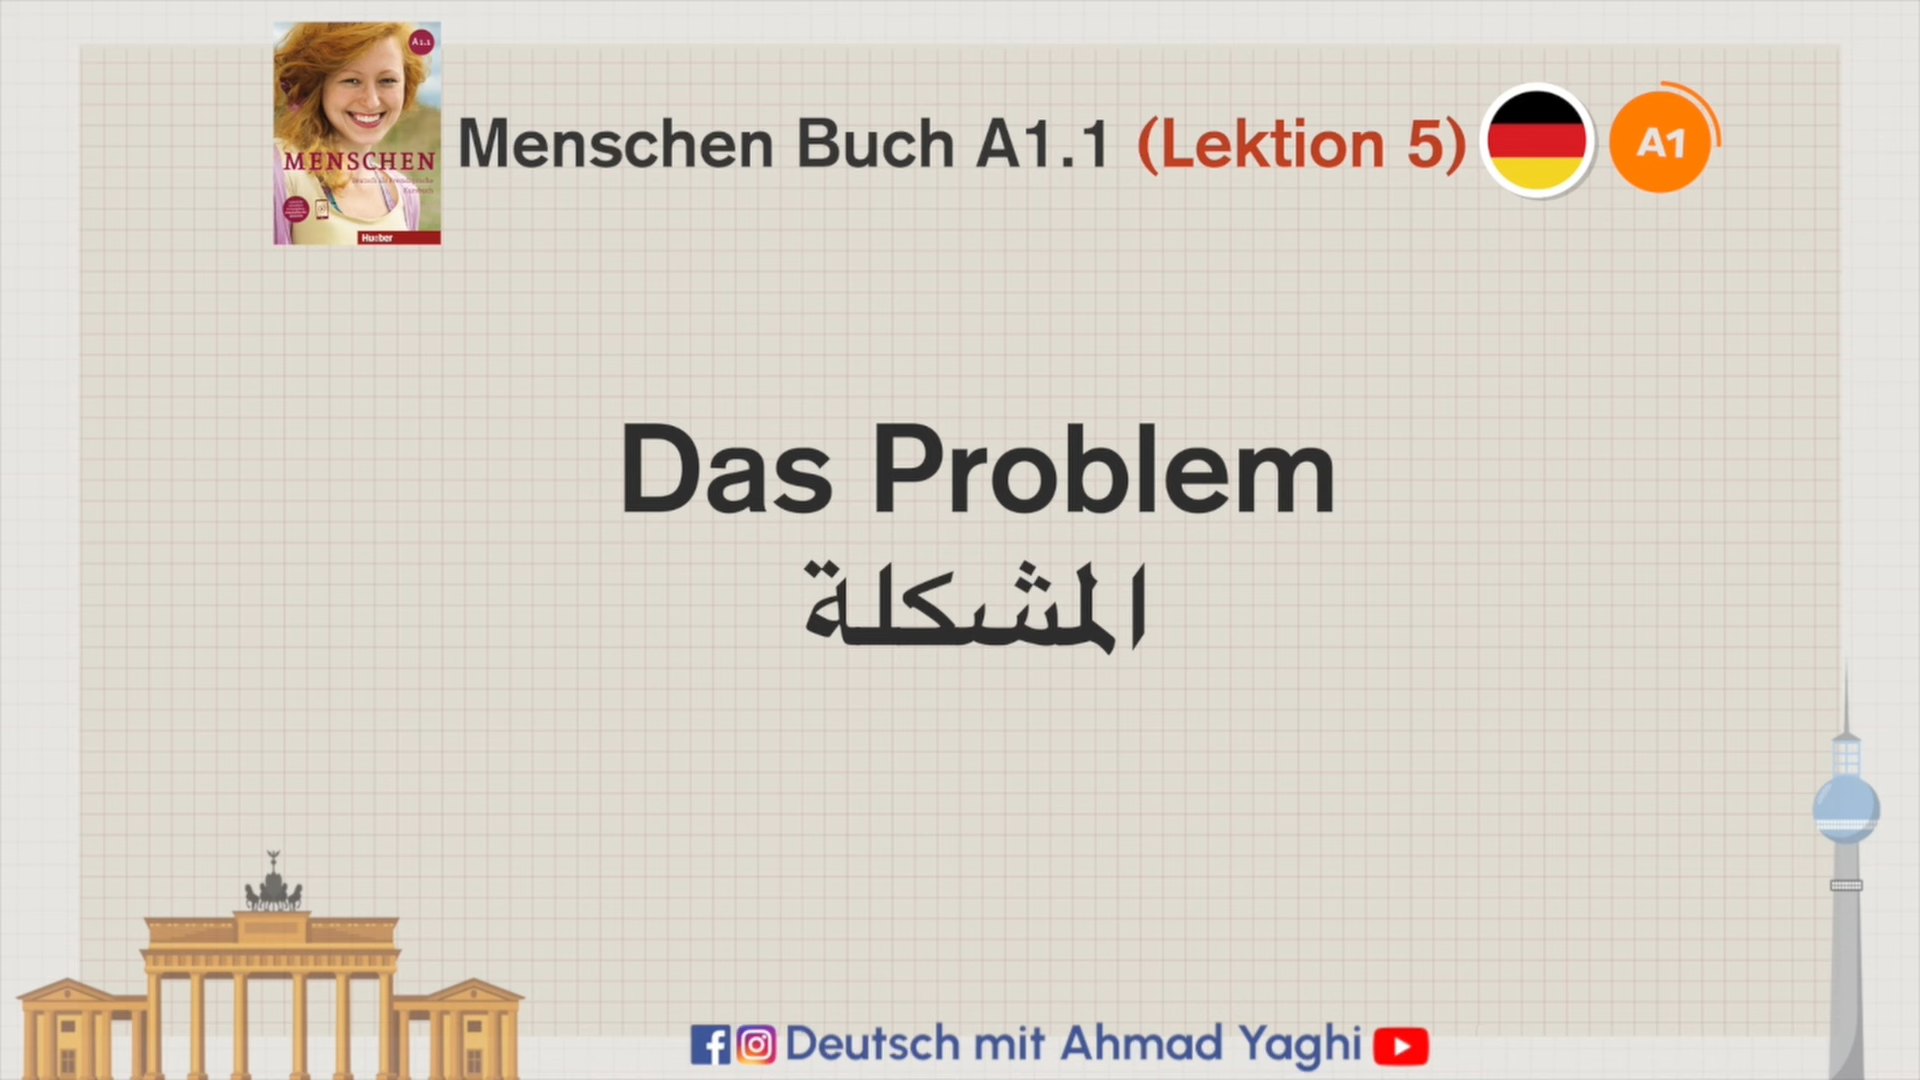 A1.1
MENSCHEN
Hueber
Menschen Buch A1.1 (Lektion 5)
A1
Das Problem
المشكلة
Deutsch mit Ahmad Yaghi